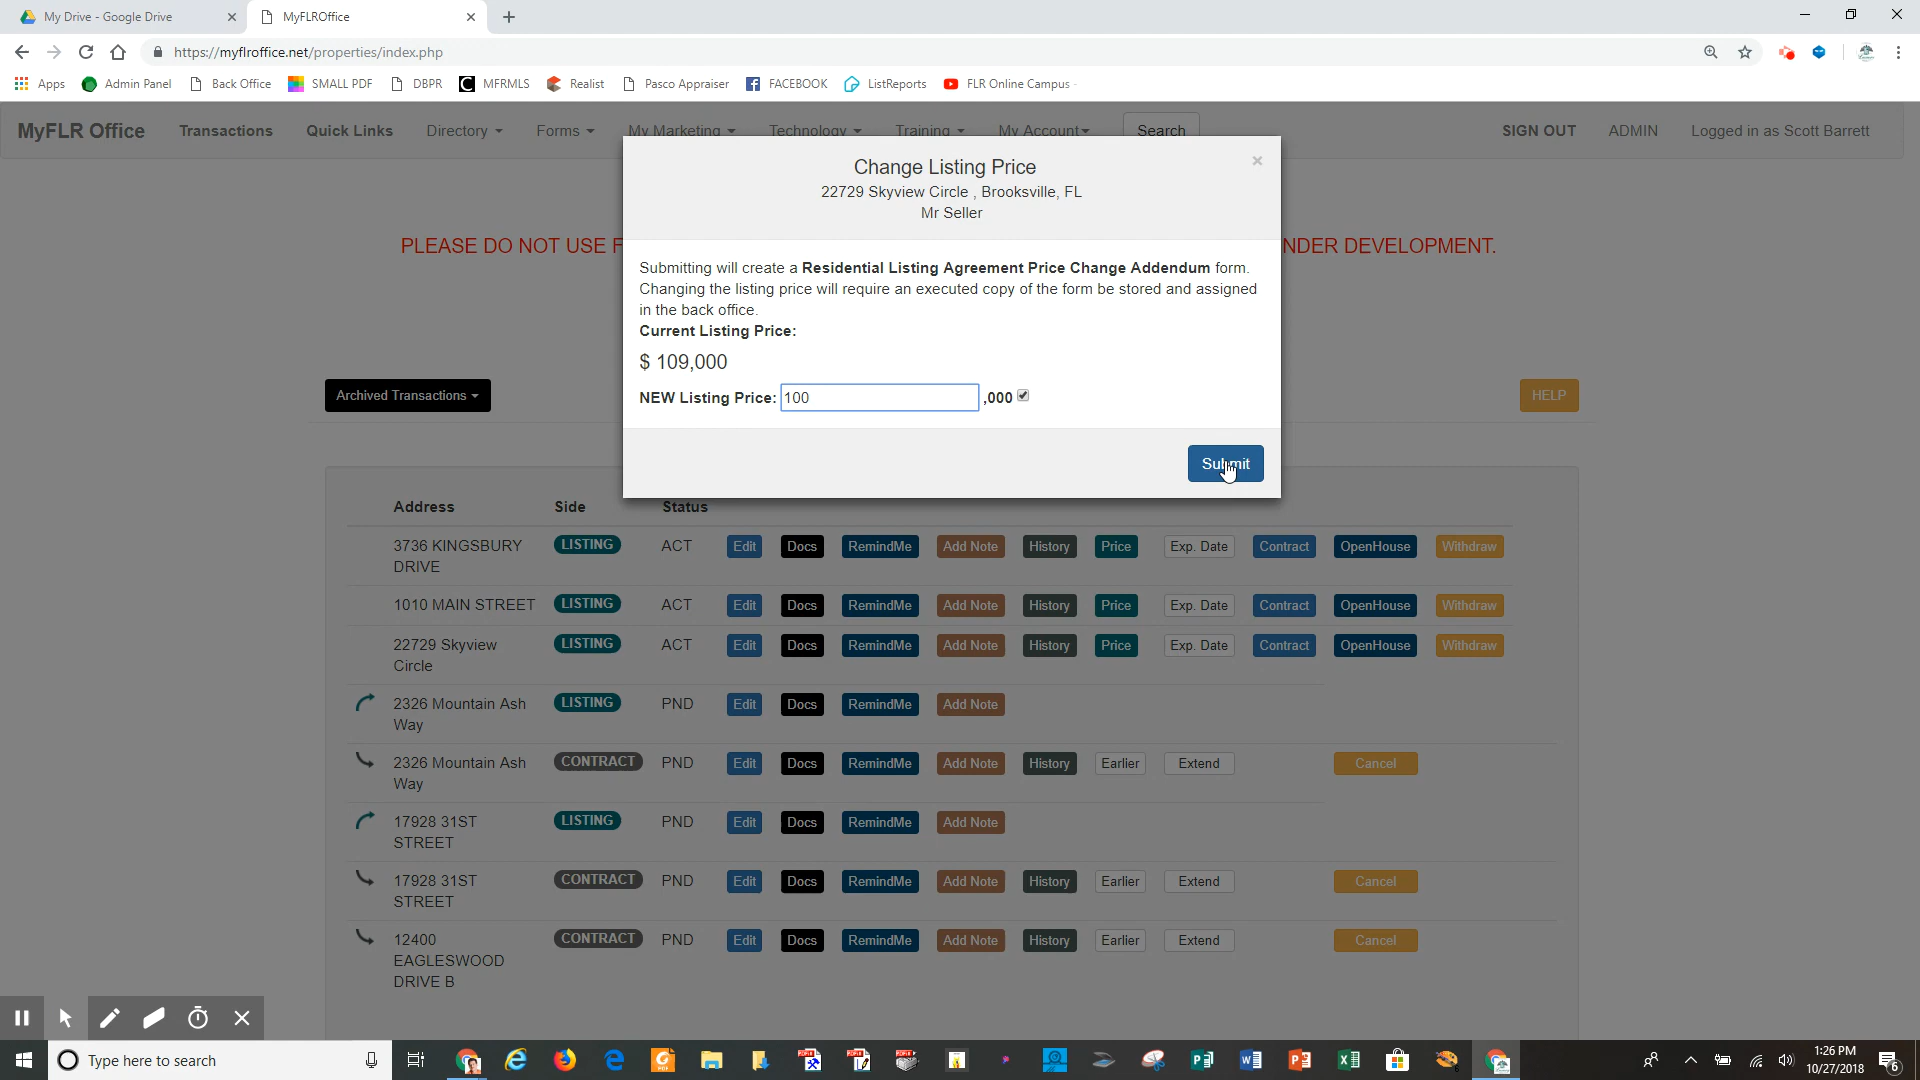 My Drive - Google Drive
MyFLROffice
https://myflroffice.net/properties/index.php
Apps Admin Panel Back Office SMALL PDF DBPR MFRMLS Realist Pasco Appraiser FACEBOOK ListReports FLR Online Campus -
MyFLR Office Transactions Quick Links Directory Forms My Marketing Technology Training My Account Search SIGN OUT ADMIN Logged in as Scott Barrett
Change Listing Price
22729 Skyview Circle , Brooksville, FL
Mr Seller
PLEASE DO NOT USE F NDER DEVELOPMENT.
Submitting will create a Residential Listing Agreement Price Change Addendum form.
Changing the listing price will require an executed copy of the form be stored and assigned
in the back office.
Current Listing Price:
$ 109,000
NEW Listing Price: 100 ,000
Archived Transactions
HELP
Submit
Address Side Status
3736 KINGSBURY DRIVE LISTING ACT Edit Docs RemindMe Add Note History Price Exp. Date Contract OpenHouse Withdraw
1010 MAIN STREET LISTING ACT Edit Docs RemindMe Add Note History Price Exp. Date Contract OpenHouse Withdraw
22729 Skyview Circle LISTING ACT Edit Docs RemindMe Add Note History Price Exp. Date Contract OpenHouse Withdraw
2326 Mountain Ash Way LISTING PND Edit Docs RemindMe Add Note
2326 Mountain Ash Way CONTRACT PND Edit Docs RemindMe Add Note History Earlier Extend Cancel
17928 31ST STREET LISTING PND Edit Docs RemindMe Add Note
17928 31ST STREET CONTRACT PND Edit Docs RemindMe Add Note History Earlier Extend Cancel
12400 EAGLESWOOD DRIVE B CONTRACT PND Edit Docs RemindMe Add Note History Earlier Extend Cancel
Type here to search
1:26 PM
10/27/2018
6